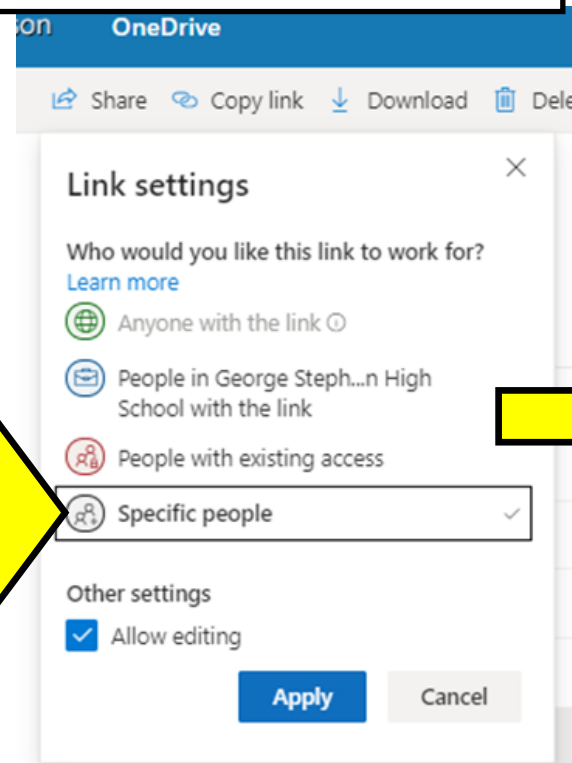 OneDrive
Share Copy link Download
Link settings
Who would you like this link to work for?
Learn more
Anyone with the link
People in George Steph...n High
School with the link
People with existing access
Specific people
Other settings
Allow editing
Apply Cancel